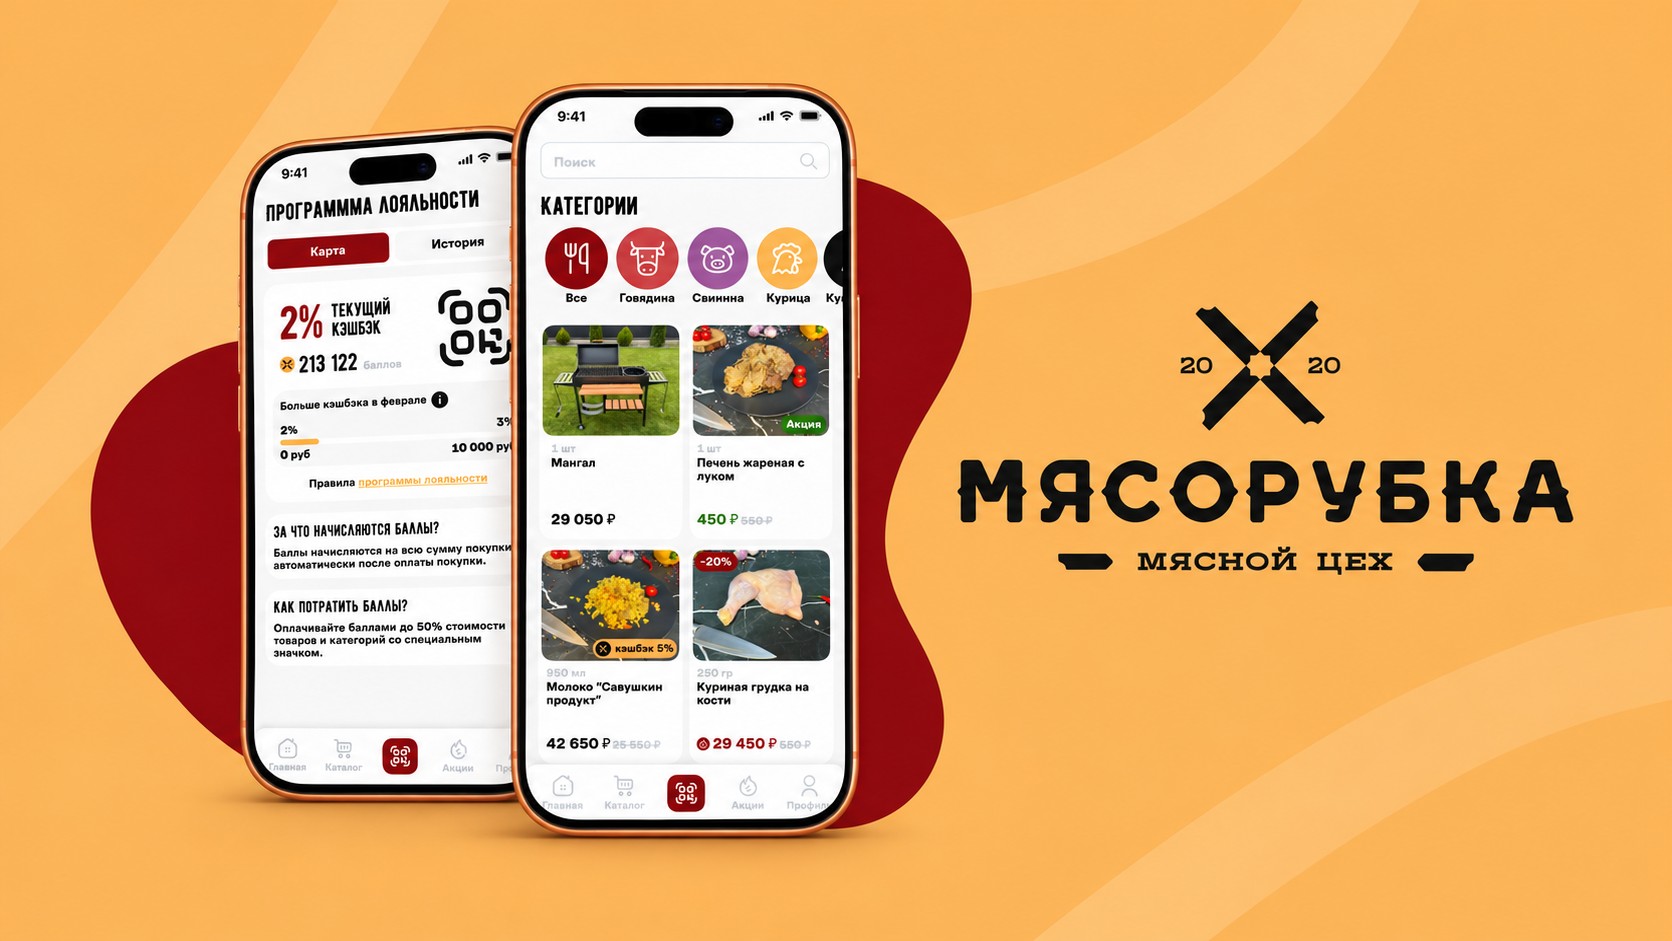 9:41
ПРОГРАМММА ЛОЯЛЬНОСТИ
Карта
История
2%
ТЕКУЩИЙ
КЭШБЭК
213 122 баллов
Больше кэшбэка в феврале
2%
3%
0 руб
10 000 руб
Правила программы лояльности
ЗА ЧТО НАЧИСЛЯЮТСЯ БАЛЛЫ?
Баллы начисляются на всю сумму покупки
автоматически после оплаты покупки.
КАК ПОТРАТИТЬ БАЛЛЫ?
Оплачивайте баллами до 50% стоимости
товаров и категорий со специальным
значком.
Главная
Каталог
Акции
9:41
Поиск
КАТЕГОРИИ
Все
Говядина
Свиинна
Курица
Акция
1 шт
Мангал
29 050 ₽
1 шт
Печень жареная с
луком
450 ₽ 550 ₽
кэшбэк 5%
950 мл
Молоко "Савушкин
продукт"
42 650 ₽ 25 550 ₽
-20%
250 гр
Куриная грудка на
кости
29 450 ₽ 550 ₽
Главная
Каталог
Акции
Профиль
20 20
МЯСОРУБКА
МЯСНОЙ ЦЕХ